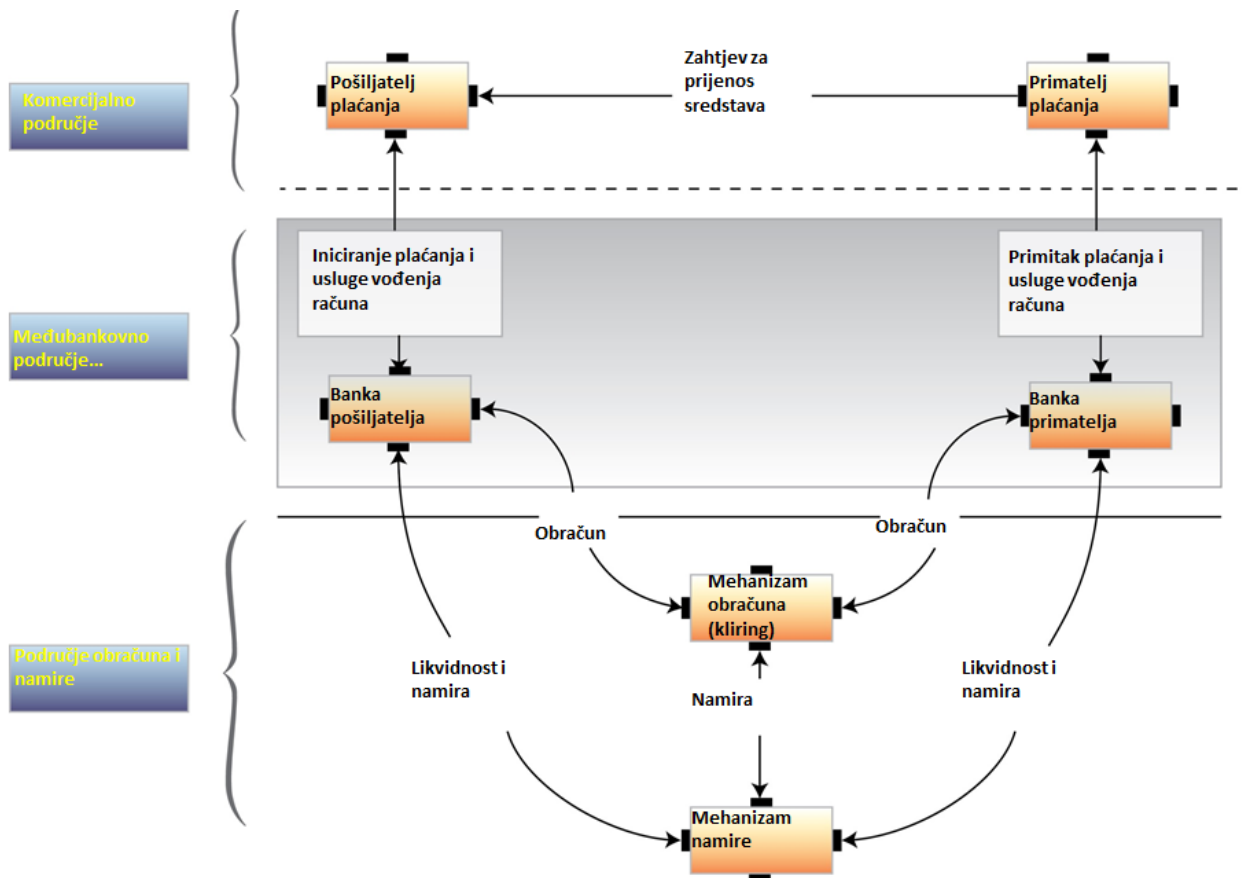 Komercijalno
područje
Pošiljatelj
plaćanja
Zahtjev za
prijenos
sredstava
Primatelj
plaćanja
Međubankovno
područje...
Iniciranje plaćanja i
usluge vođenja
računa
Primitak plaćanja i
usluge vođenja
računa
Banka
pošiljatelja
Banka
primatelja
Područje obračuna i
namire
Obračun
Obračun
Mehanizam
obračuna
(kliring)
Likvidnost i
namira
Namira
Likvidnost i
namira
Mehanizam
namire